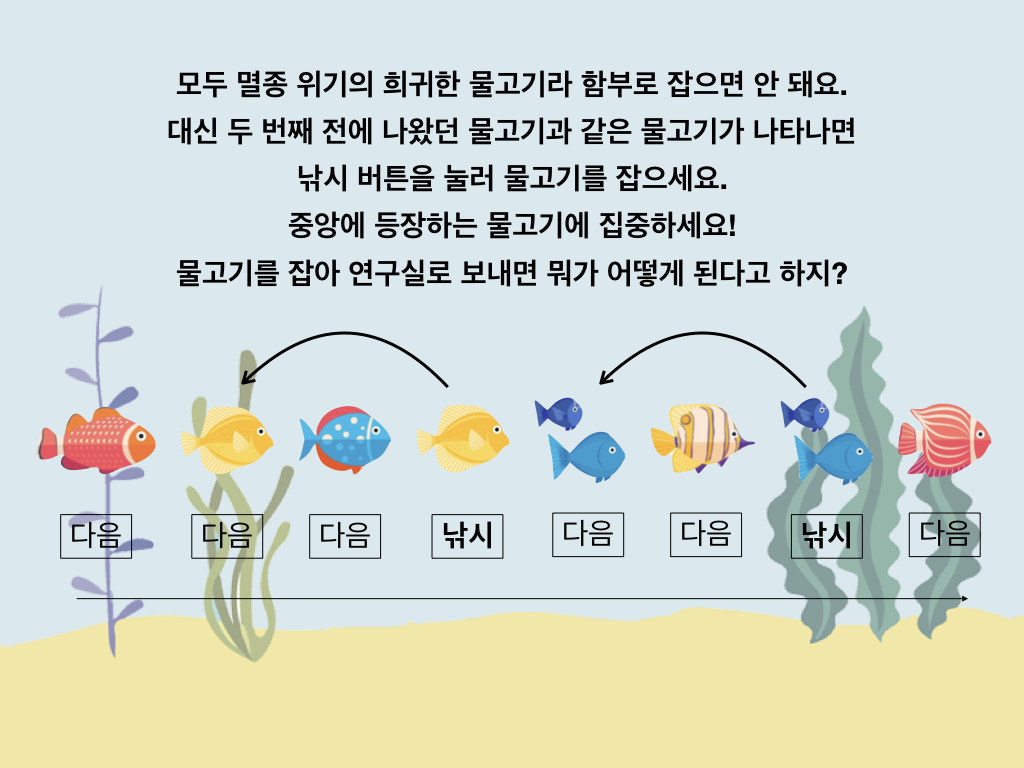 모두 멸종 위기의 희귀한 물고기라 함부로 잡으면 안 돼요.
대신 두 번째 전에 나왔던 물고기과 같은 물고기가 나타나면
낚시 버튼을 눌러 물고기를 잡으세요.
중앙에 등장하는 물고기에 집중하세요!
물고기를 잡아 연구실로 보내면 뭐가 어떻게 된다고 하지?
다음 다음 다음 낚시 다음 다음 낚시 다음